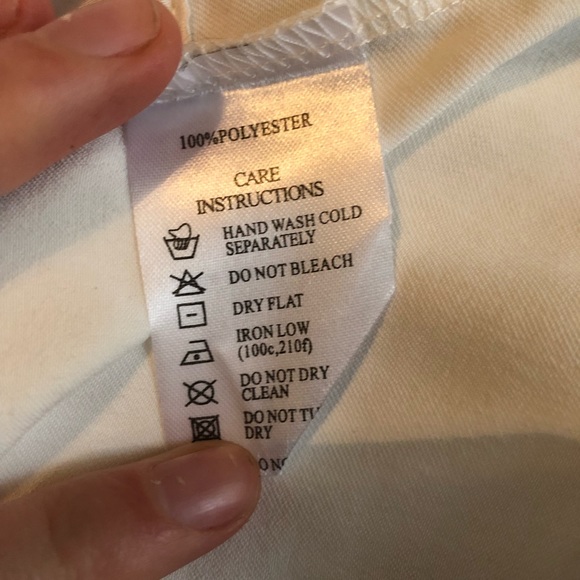 100%POLYESTER
CARE
INSTRUCTIONS
HAND WASH COLD
SEPARATELY
DO NOT BLEACH
DRY FLAT
IRON LOW
(100c,210f)
DO NOT DRY
CLEAN
DO NOT
DRY